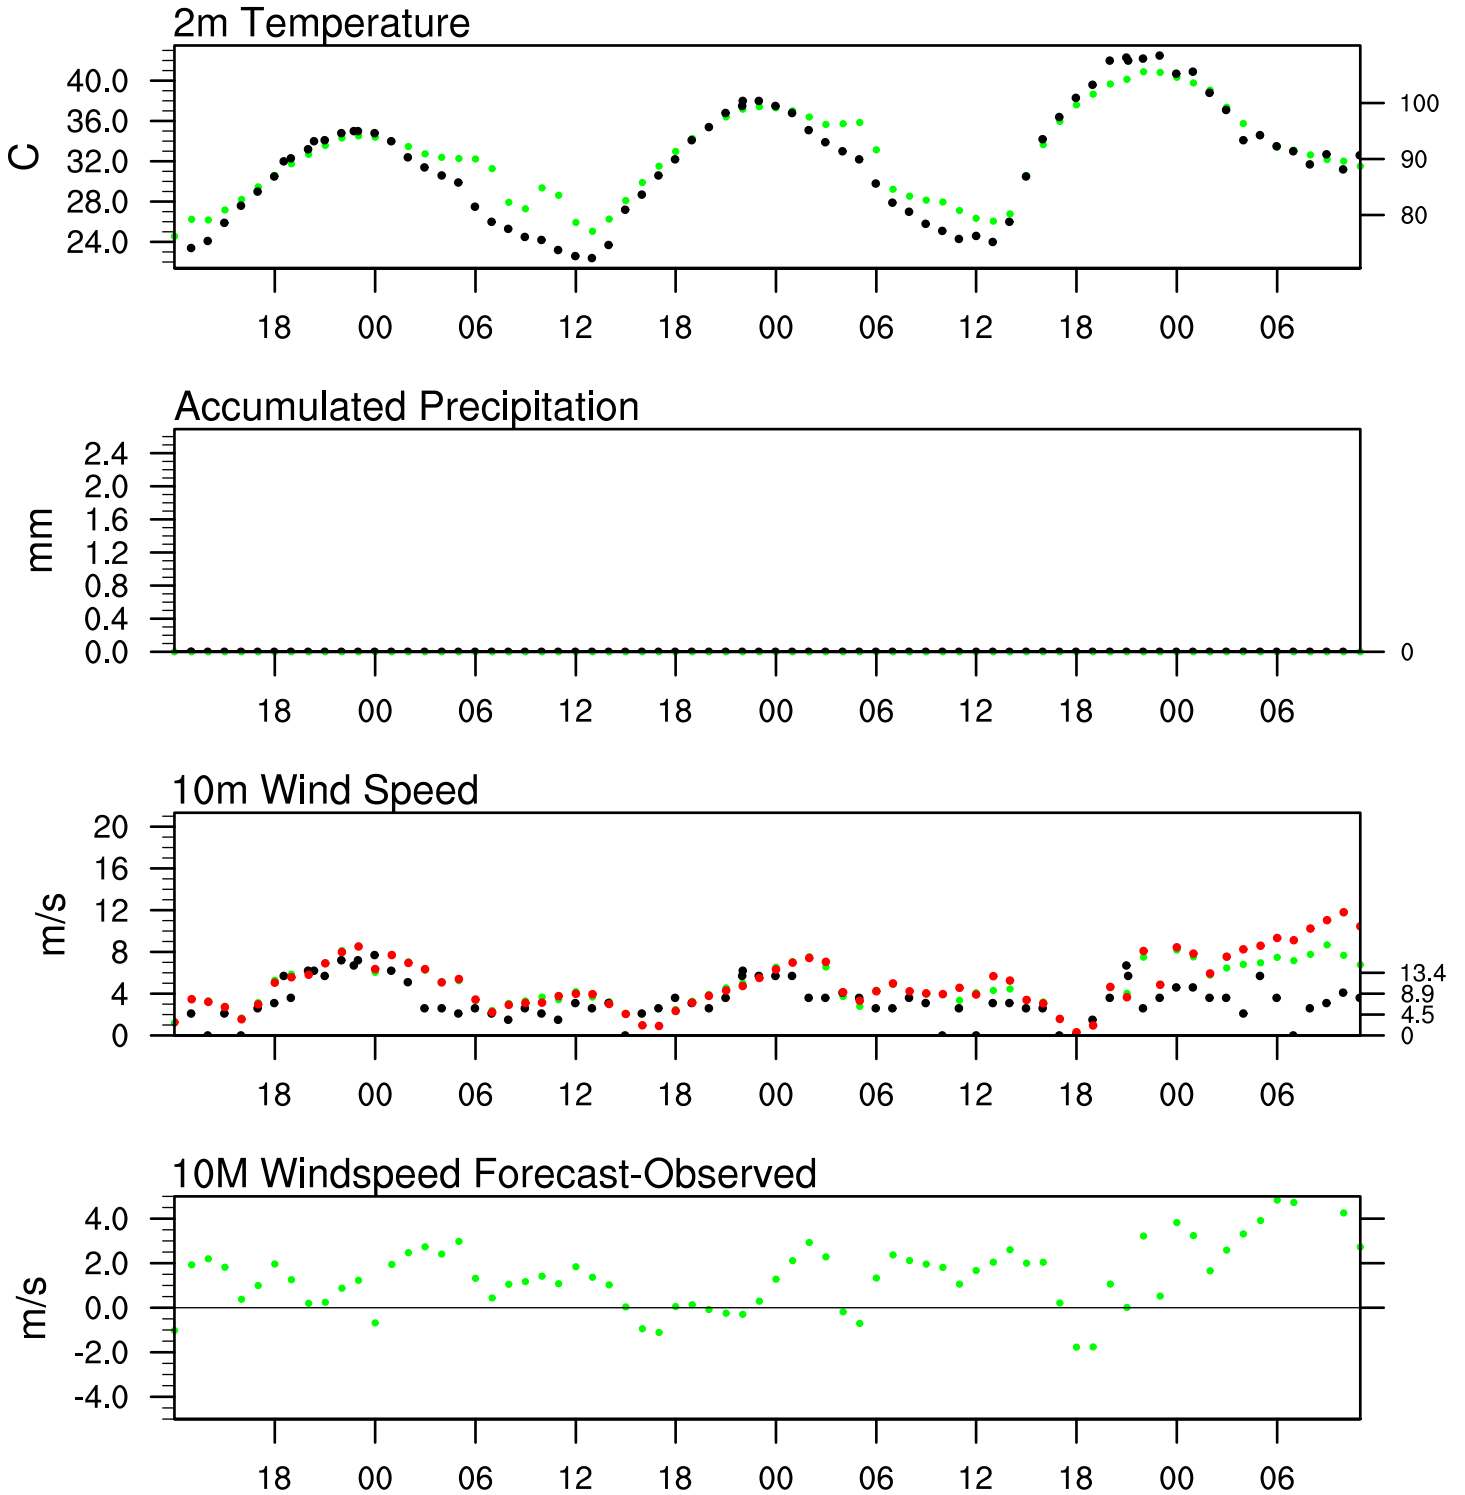 2m Temperature
C
40.0
36.0
32.0
28.0
24.0
100
90
80
18 00 06 12 18 00 06 12 18 00 06
Accumulated Precipitation
mm
2.4
2.0
1.6
1.2
0.8
0.4
0.0
0
18 00 06 12 18 00 06 12 18 00 06
10m Wind Speed
m/s
20
16
12
8
4
0
13.4
8.9
4.5
0
18 00 06 12 18 00 06 12 18 00 06
10M Windspeed Forecast-Observed
m/s
4.0
2.0
0.0
-2.0
-4.0
18 00 06 12 18 00 06 12 18 00 06